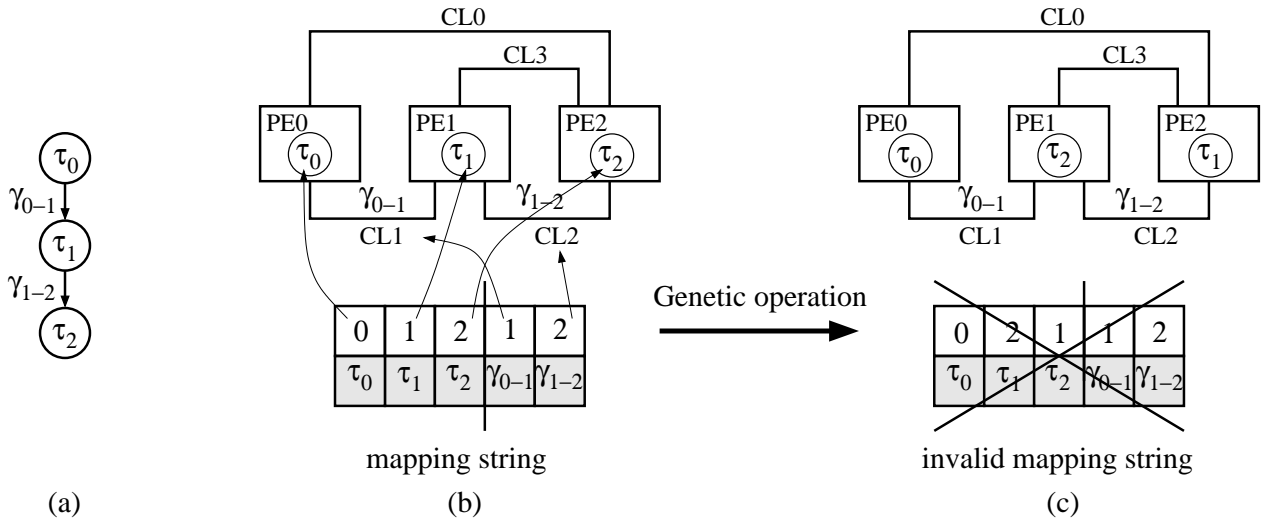 τ0
γ0–1
τ1
γ1–2
τ2
(a)
CL0
CL3
PE0
PE1
PE2
τ0
τ1
τ2
γ0–1
γ1–2
CL1
CL2
0 1 2 1 2
τ0 τ1 τ2 γ0–1 γ1–2
mapping string
(b)
Genetic operation
CL0
CL3
PE0
PE1
PE2
τ0
τ2
τ1
γ0–1
γ1–2
CL1
CL2
0 2 1 1 2
τ0 τ1 τ2 γ0–1 γ1–2
invalid mapping string
(c)